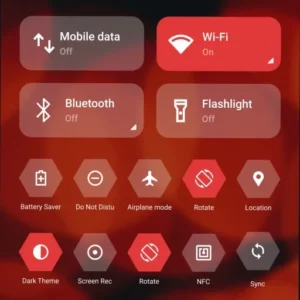 Mobile data
Off
Wi-Fi
On
Bluetooth
Off
Flashlight
Off
Battery Saver
Do Not Distu
Airplane mode
Rotate
Location
Dark Theme
Screen Rec
Rotate
NFC
Sync